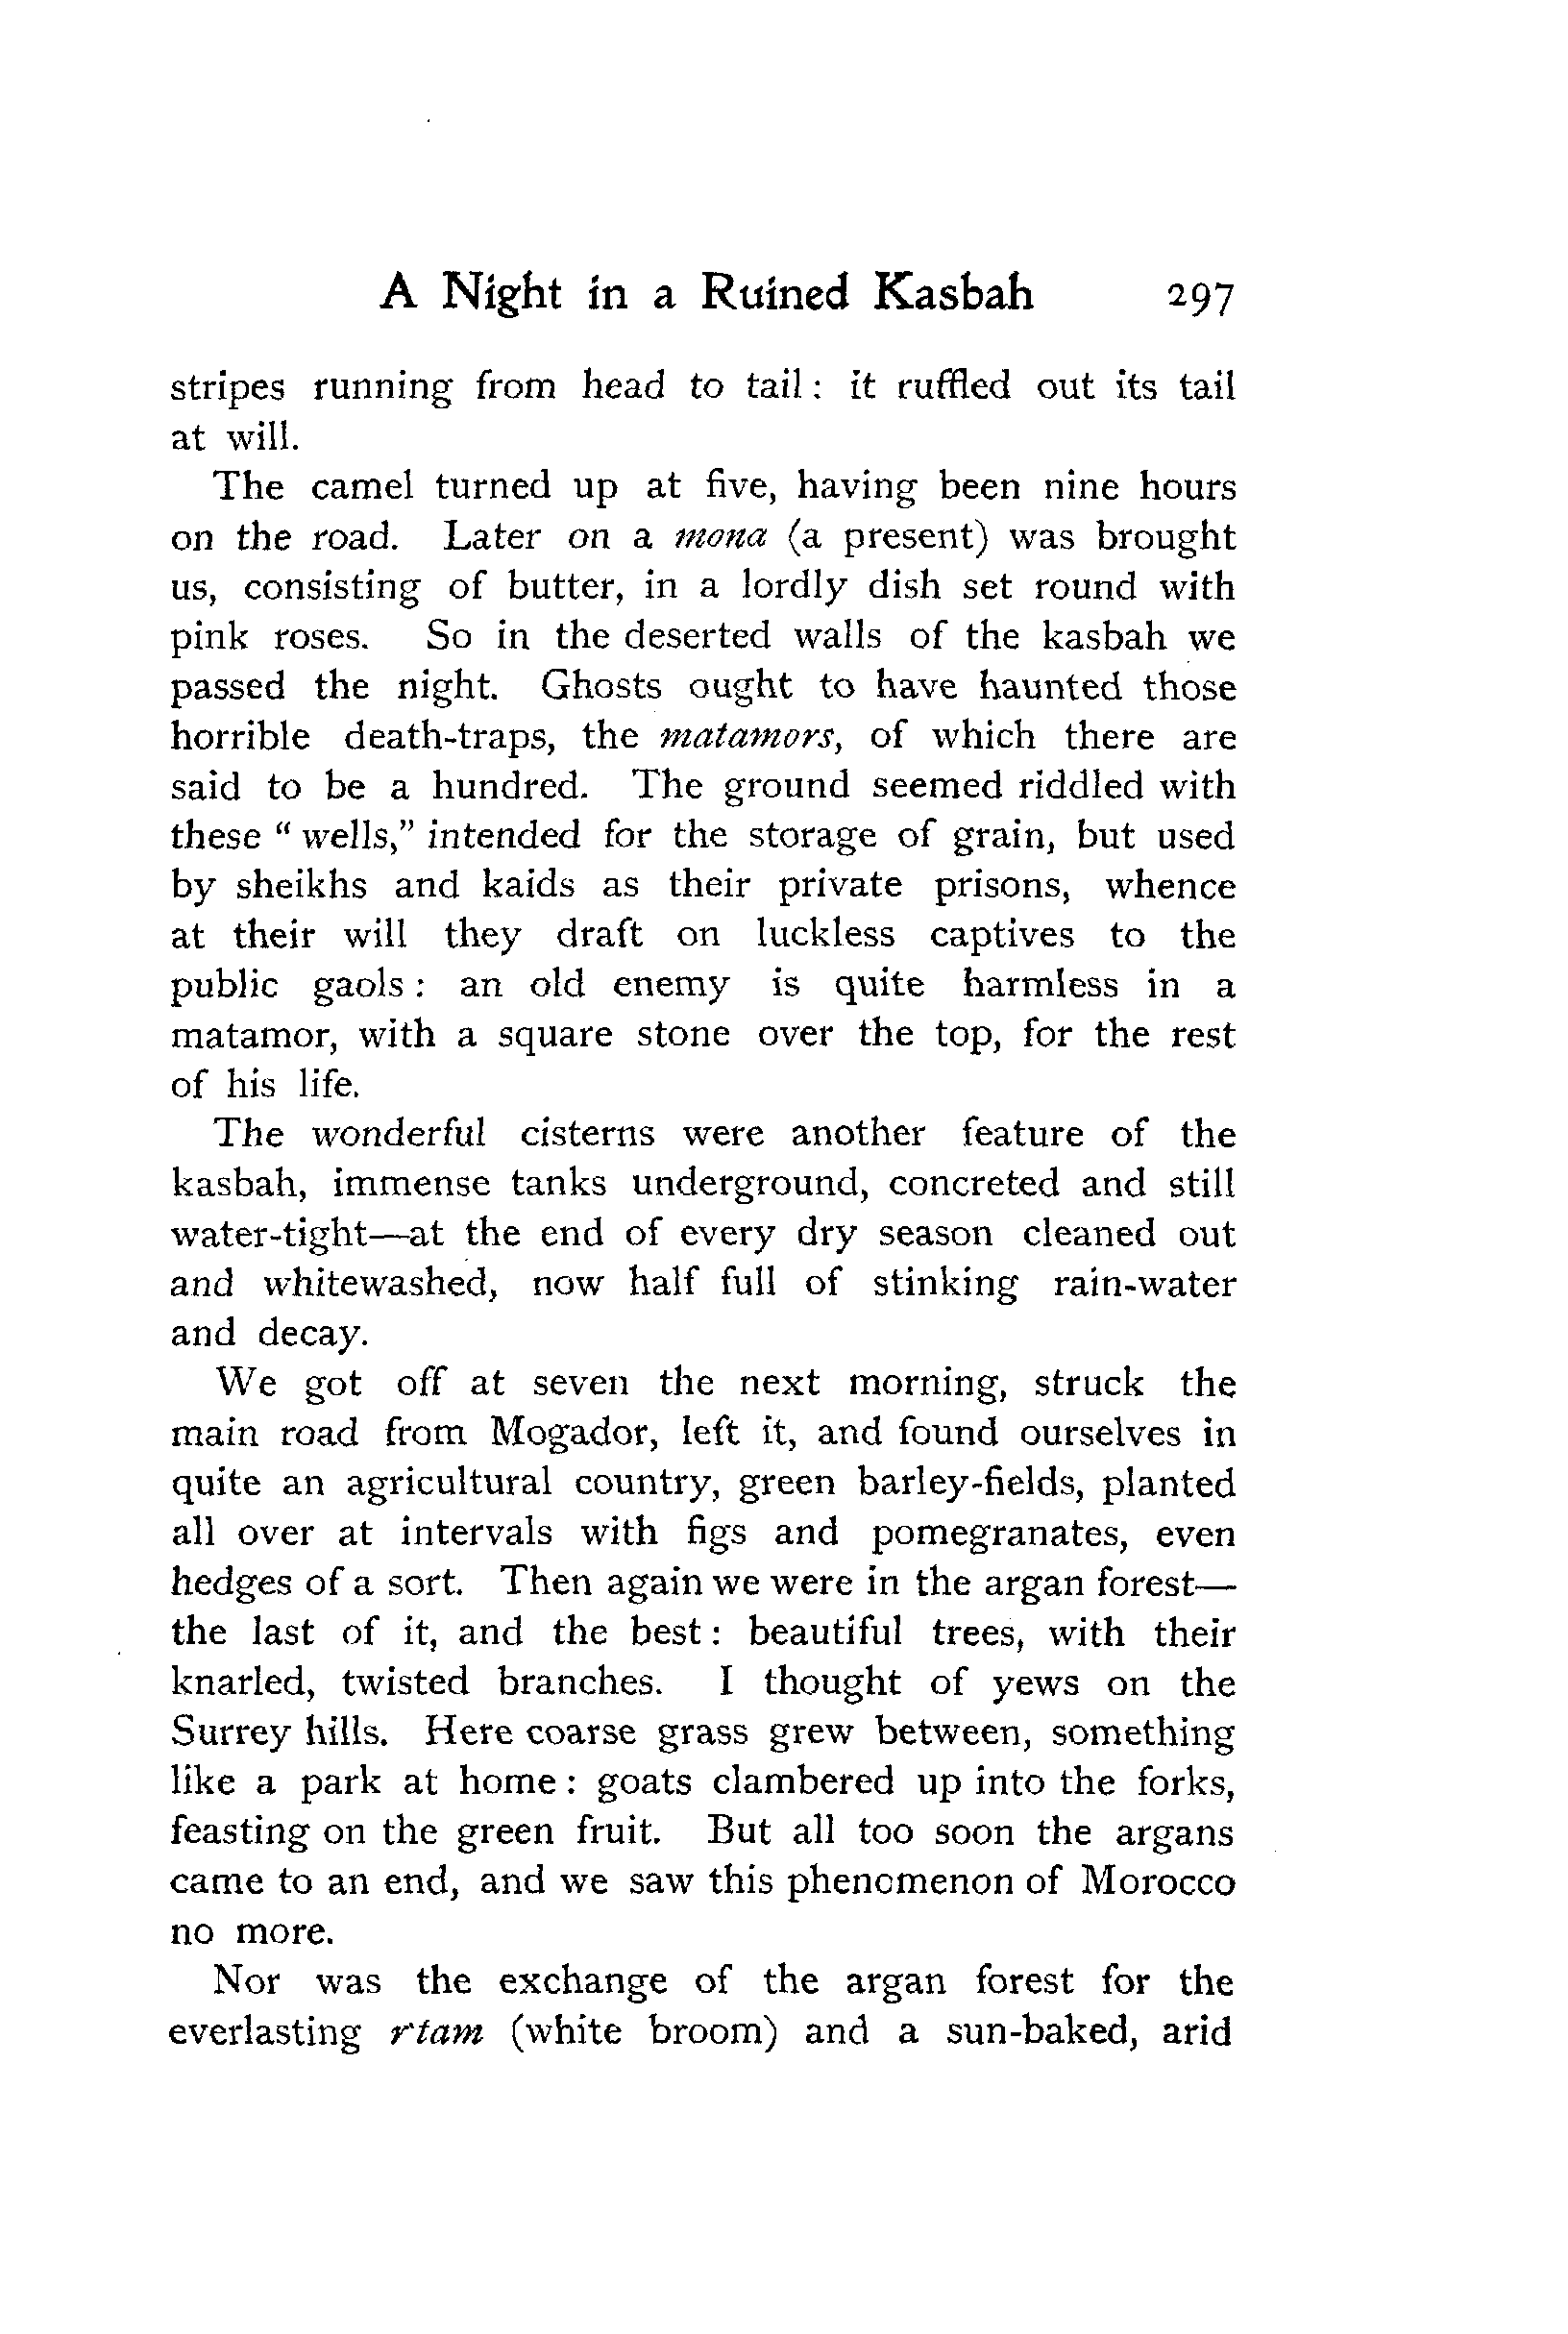 A Night in a Ruined Kasbah 297
stripes running from head to tail: it ruffled out its tail
at will.
The camel turned up at five, having been nine hours
on the road. Later on a mona (a present) was brought
us, consisting of butter, in a lordly dish set round with
pink roses. So in the deserted walls of the kasbah we
passed the night. Ghosts ought to have haunted those
horrible death-traps, the matamors, of which there are
said to be a hundred. The ground seemed riddled with
these "wells," intended for the storage of grain, but used
by sheikhs and kaids as their private prisons, whence
at their will they draft on luckless captives to the
public gaols: an old enemy is quite harmless in a
matamor, with a square stone over the top, for the rest
of his life.
The wonderful cisterns were another feature of the
kasbah, immense tanks underground, concreted and still
water-tight—at the end of every dry season cleaned out
and whitewashed, now half full of stinking rain-water
and decay.
We got off at seven the next morning, struck the
main road from Mogador, left it, and found ourselves in
quite an agricultural country, green barley-fields, planted
all over at intervals with figs and pomegranates, even
hedges of a sort. Then again we were in the argan forest—
the last of it, and the best: beautiful trees, with their
knarled, twisted branches. I thought of yews on the
Surrey hills. Here coarse grass grew between, something
like a park at home: goats clambered up into the forks,
feasting on the green fruit. But all too soon the argans
came to an end, and we saw this phenomenon of Morocco
no more.
Nor was the exchange of the argan forest for the
everlasting rtam (white broom) and a sun-baked, arid